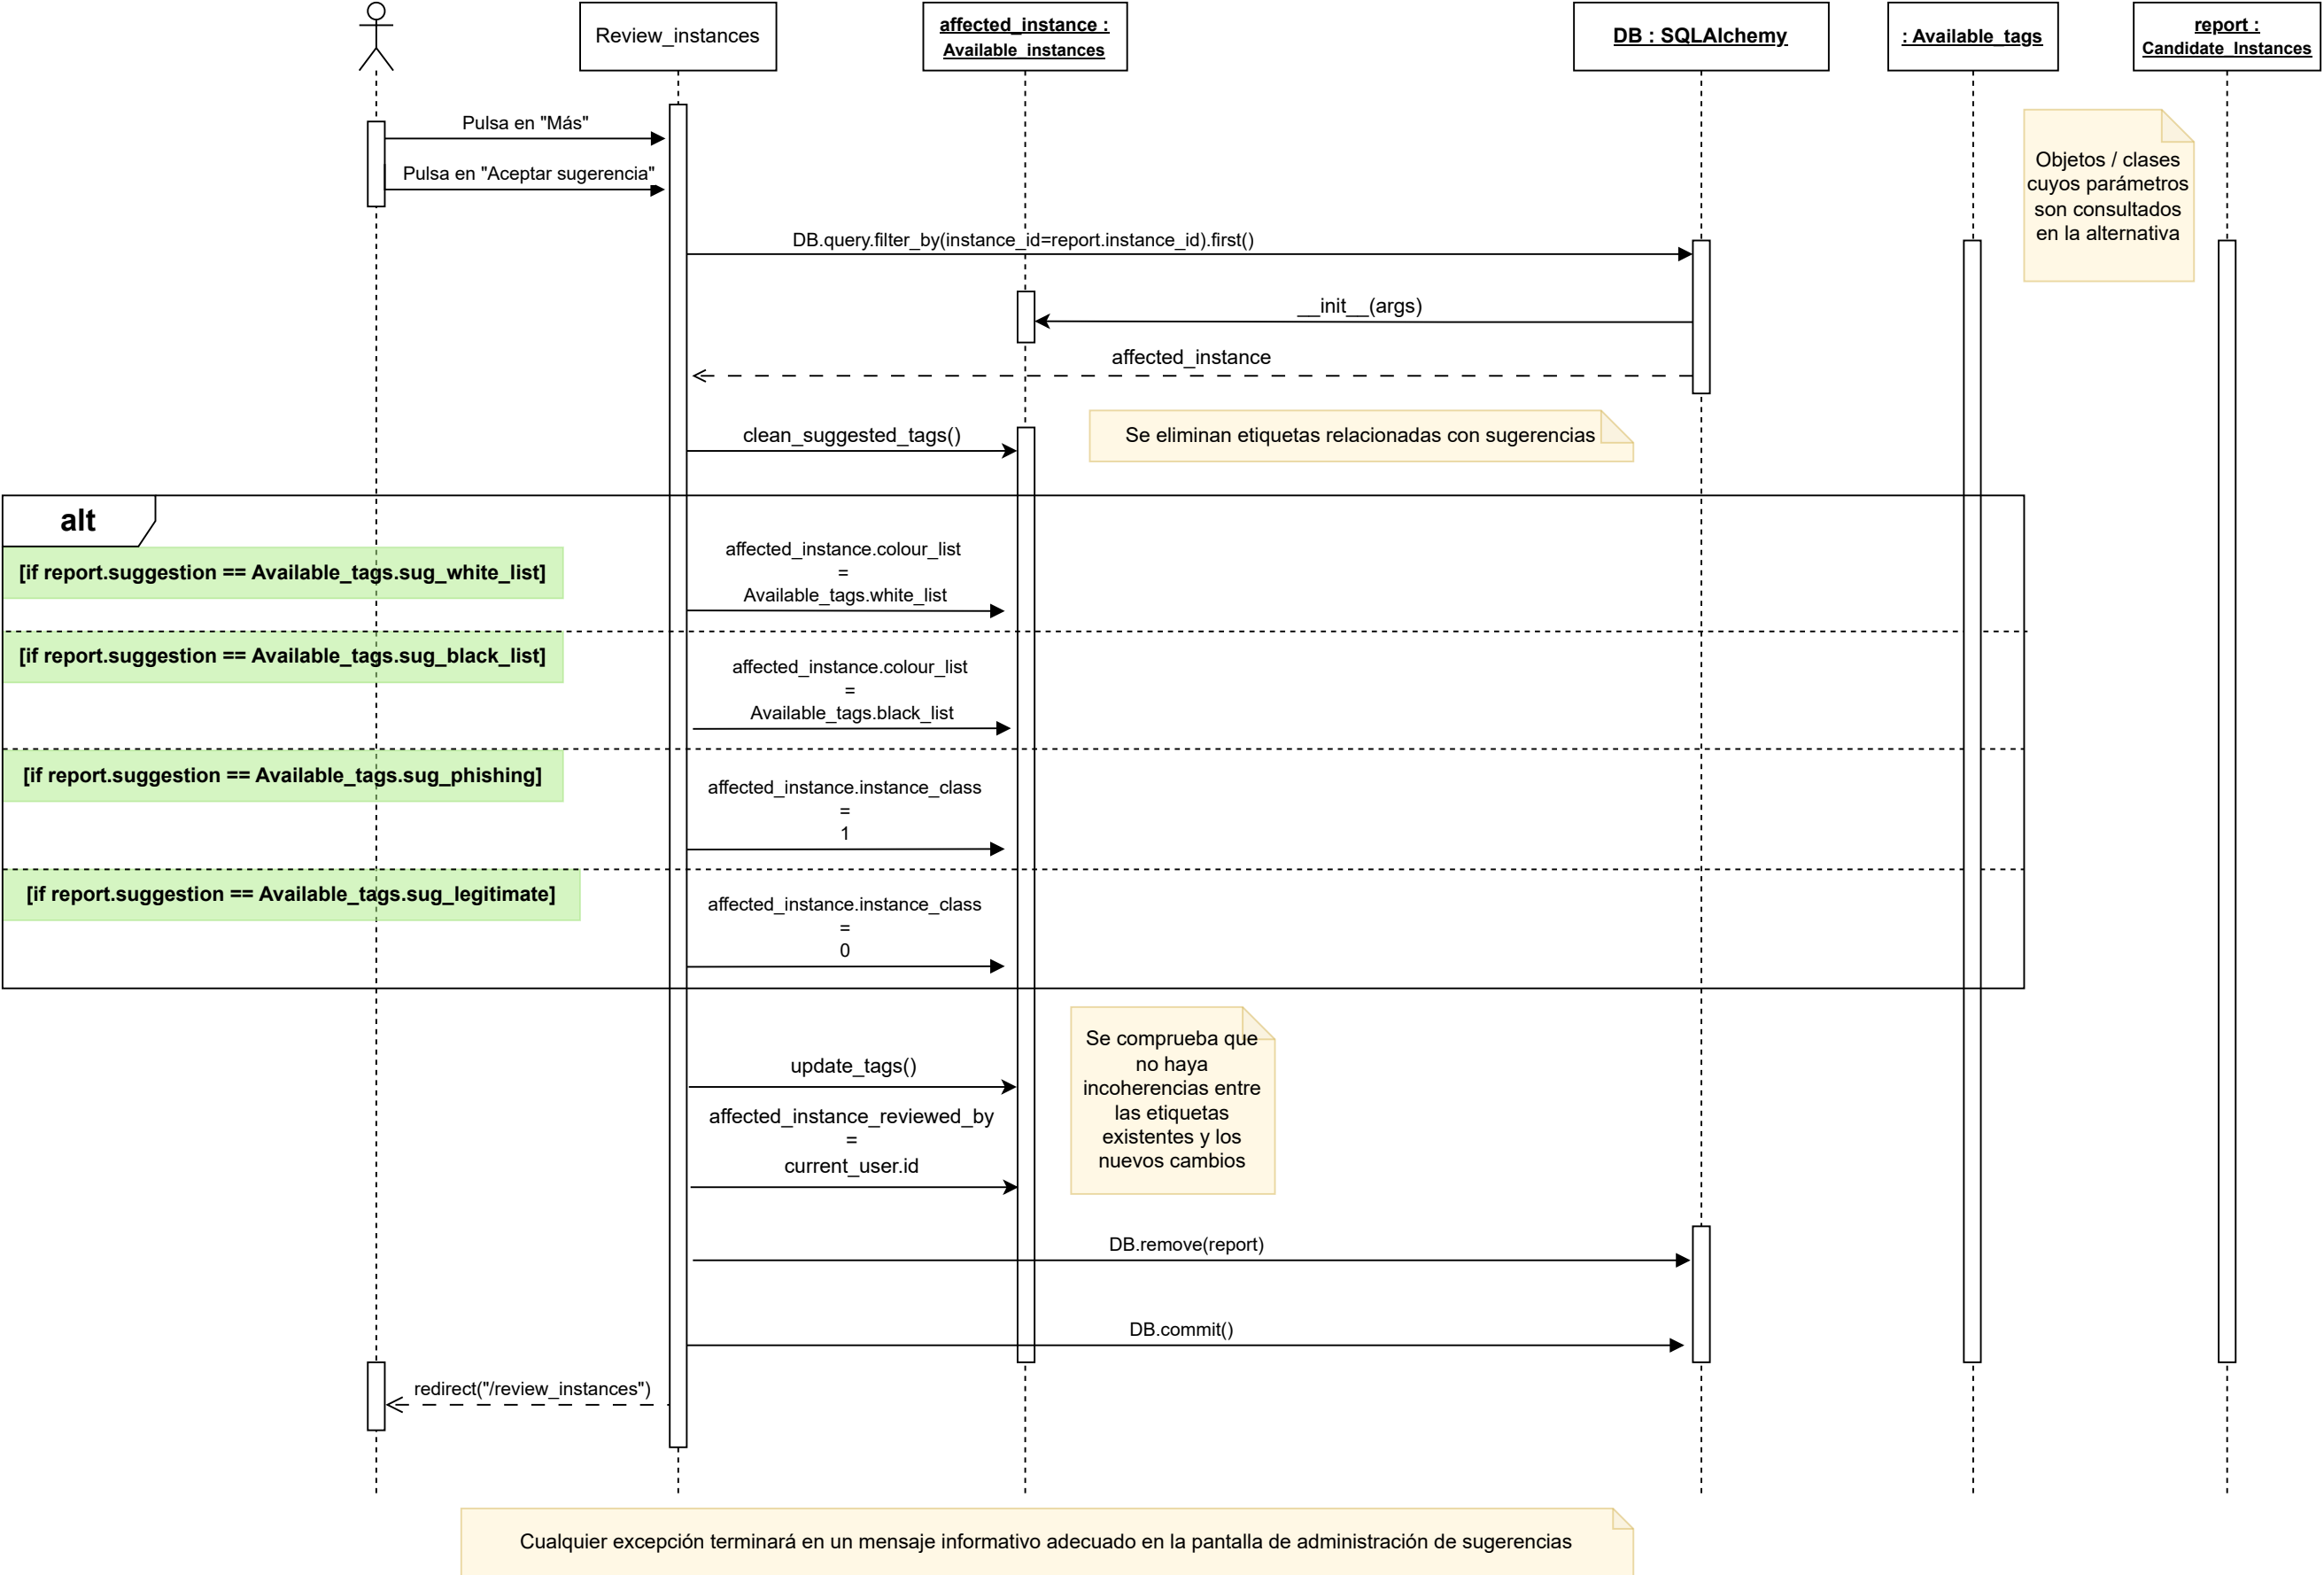 Review_instances
affected_instance :
Available_instances
DB : SQLAlchemy
: Available_tags
report :
Candidate_Instances
Pulsa en "Más"
Pulsa en "Aceptar sugerencia"
Objetos / clases
cuyos parámetros
son consultados
en la alternativa
DB.query.filter_by(instance_id=report.instance_id).first()
__init__(args)
affected_instance
clean_suggested_tags()
Se eliminan etiquetas relacionadas con sugerencias
alt
[if report.suggestion == Available_tags.sug_white_list]
affected_instance.colour_list
=
Available_tags.white_list
[if report.suggestion == Available_tags.sug_black_list]
affected_instance.colour_list
=
Available_tags.black_list
[if report.suggestion == Available_tags.sug_phishing]
affected_instance.instance_class
=
1
[if report.suggestion == Available_tags.sug_legitimate]
affected_instance.instance_class
=
0
Se comprueba que
no haya
incoherencias entre
las etiquetas
existentes y los
nuevos cambios
update_tags()
affected_instance_reviewed_by
=
current_user.id
DB.remove(report)
DB.commit()
redirect("/review_instances")
Cualquier excepción terminará en un mensaje informativo adecuado en la pantalla de administración de sugerencias